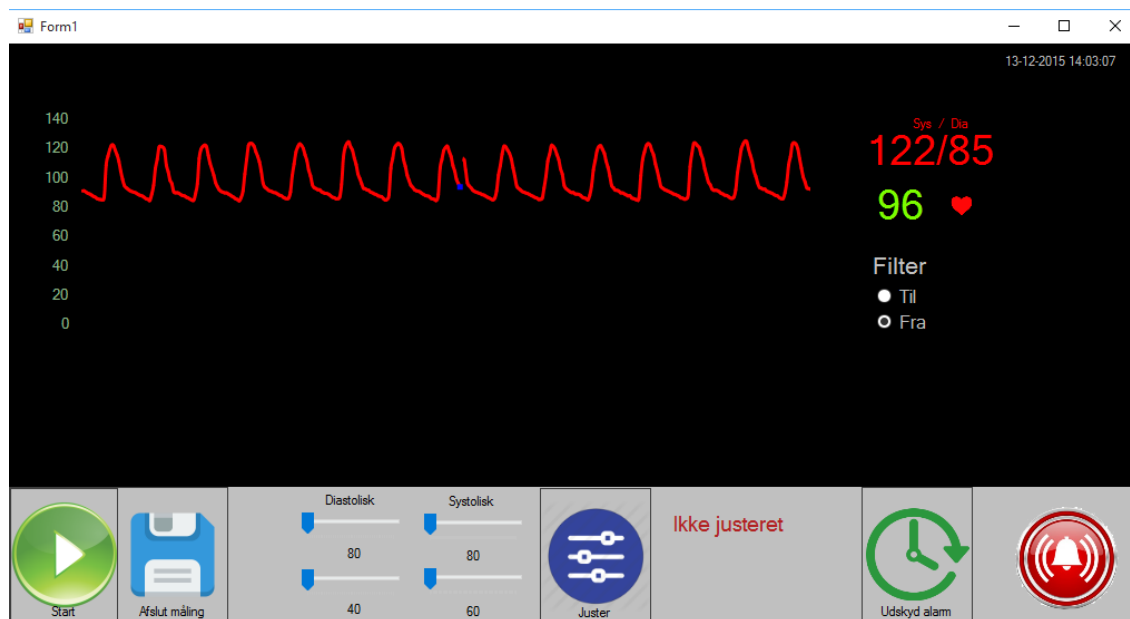 Form1
13-12-2015 14:03:07
140
120
100
80
60
40
20
0
Sys / Dia
122/85
96
Filter
Til
Fra
Start
Afslut måling
Diastolisk
80
40
Systolisk
80
60
Juster
Ikke justeret
Udskyd alarm